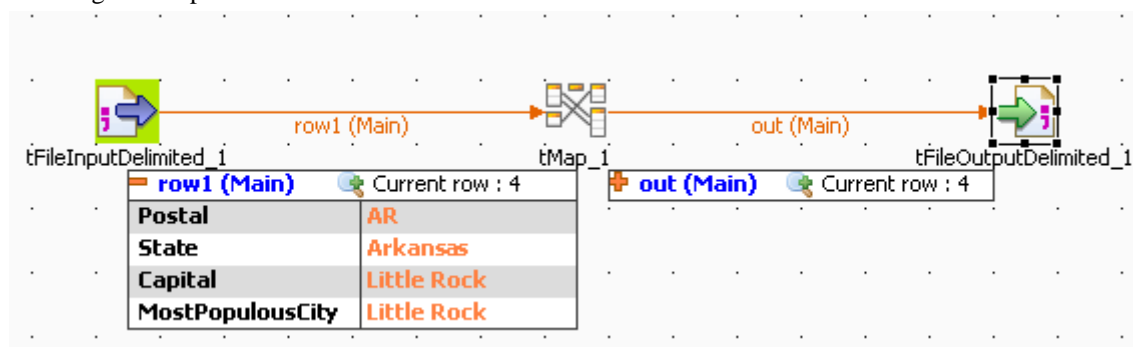 row1 (Main)
out (Main)
tFileInputDelimited_1
tMap_1
tFileOutputDelimited_1
row1 (Main) Current row : 4
out (Main) Current row : 4
Postal AR
State Arkansas
Capital Little Rock
MostPopulousCity Little Rock